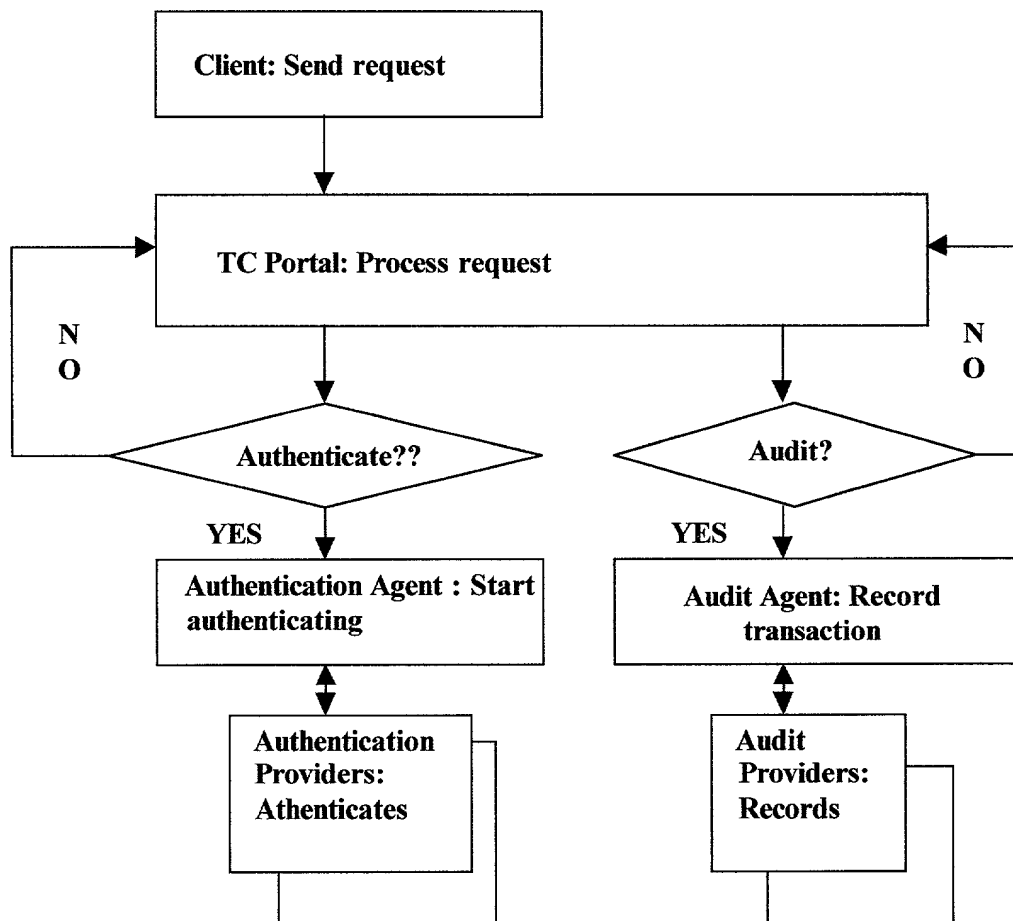 Client: Send request
TC Portal: Process request
N
O
N
O
Authenticate??
Audit?
YES
YES
Authentication Agent : Start
authenticating
Audit Agent: Record
transaction
Authentication
Providers:
Athenticates
Audit
Providers:
Records